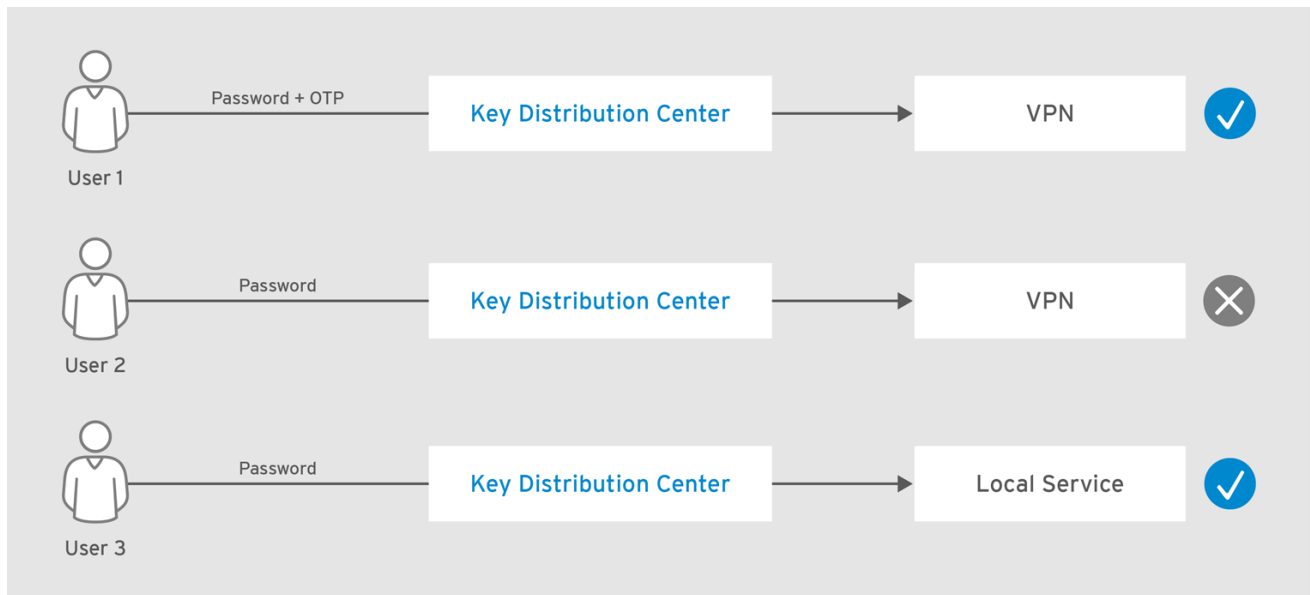 Password + OTP
Key Distribution Center
VPN
User 1
Password
Key Distribution Center
VPN
User 2
Password
Key Distribution Center
Local Service
User 3